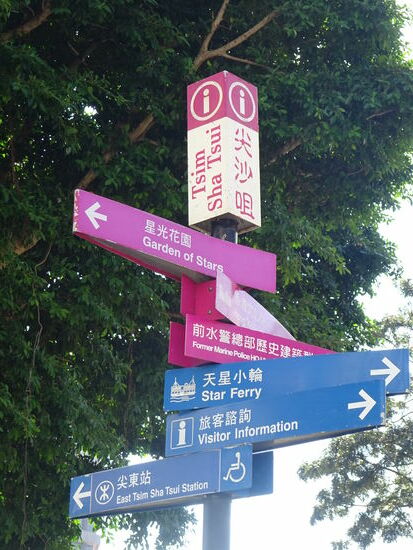 Tsim
Sha Tsui
尖沙咀
星光花園
Garden of Stars
前水警總部歷史建築
Former Marine Police HQ
天星小輪
Star Ferry
旅客諮詢
Visitor Information
尖東站
East Tsim Sha Tsui Station